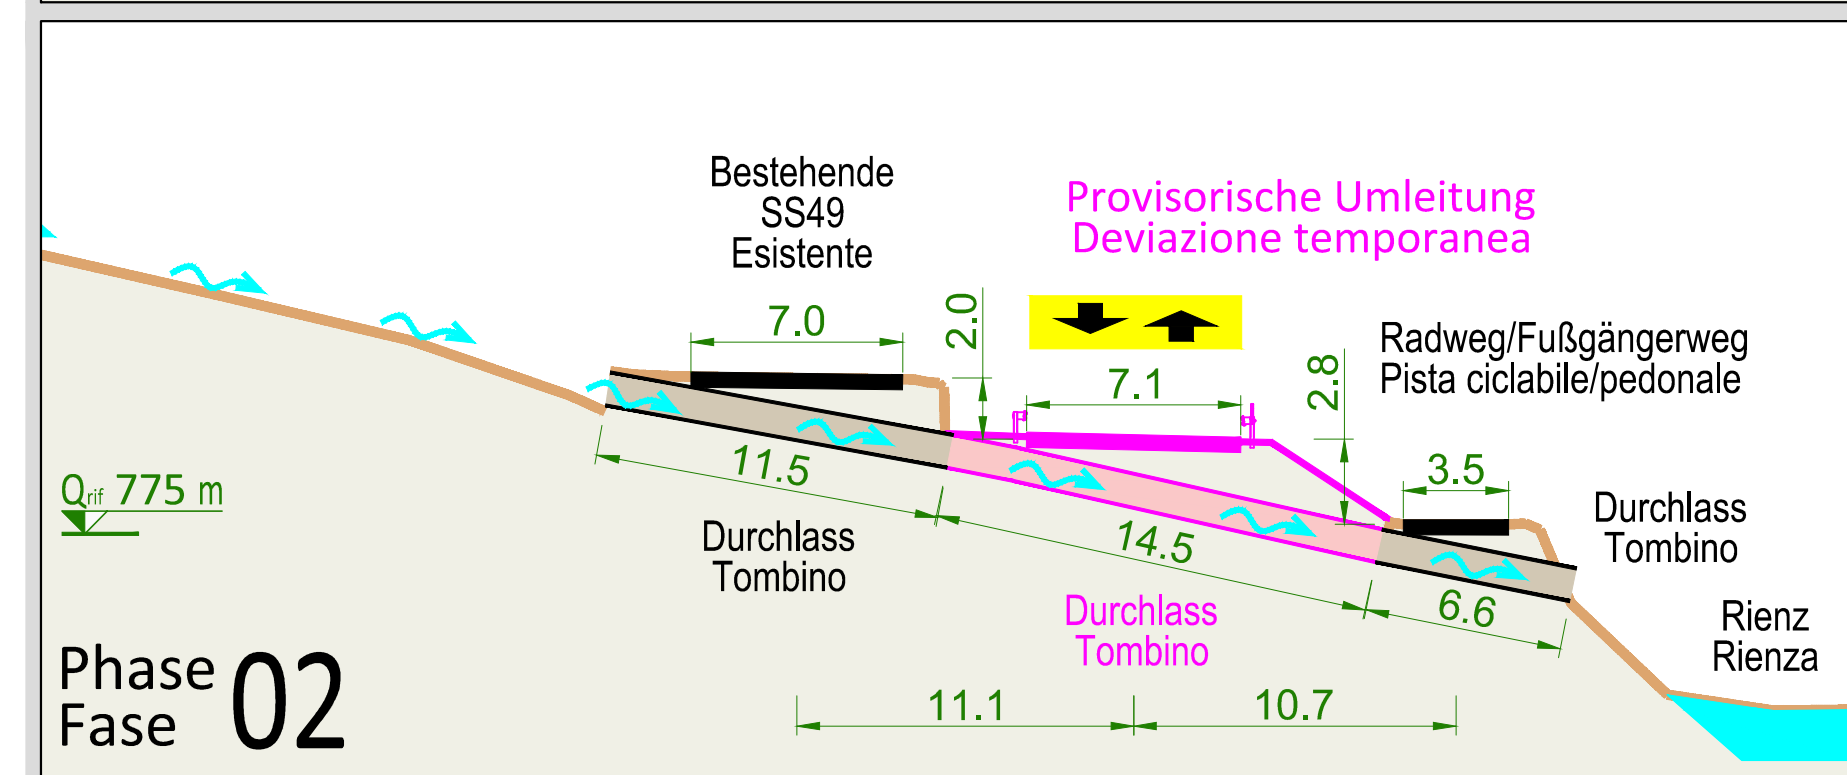 Bestehende
SS49
Esistente
Provisorische Umleitung
Deviazione temporanea
7.0
2.0
7.1
2.8
Radweg/Fußgängerweg
Pista ciclabile/pedonale
3.5
11.5
Qrif 775 m
Durchlass
Tombino
14.5
Durchlass
Tombino
6.6
Durchlass
Tombino
Rienz
Rienza
Phase
Fase
02
11.1
10.7